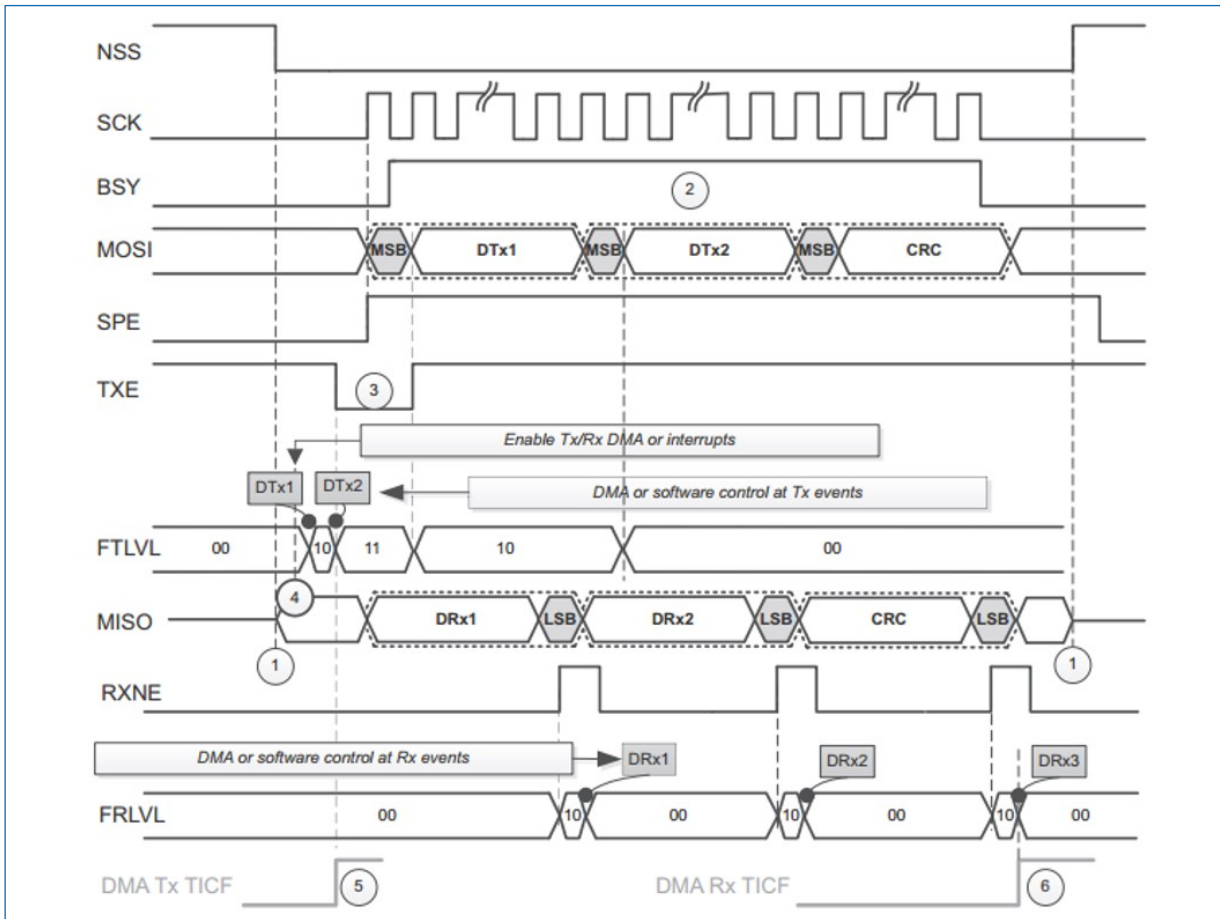 NSS
SCK
BSY
2
MOSI
MSB DTx1 MSB DTx2 MSB CRC
SPE
TXE
3
Enable Tx/Rx DMA or interrupts
DTx1 DTx2 DMA or software control at Tx events
FTLVL 00 10 11 10 00
4
MISO DRx1 LSB DRx2 LSB CRC LSB
1 1
RXNE
DMA or software control at Rx events DRx1 DRx2 DRx3
FRLVL 00 10 00 10 00 10 00
DMA Tx TICF 5 DMA Rx TICF 6